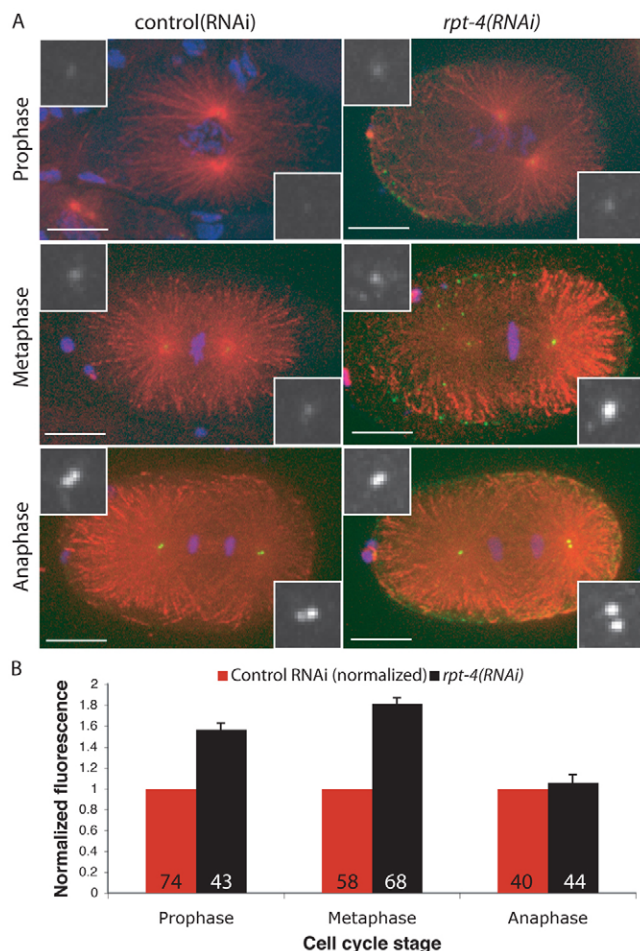 A
control(RNAi)
rpt-4(RNAi)
Prophase
Metaphase
Anaphase
B
Control RNAi (normalized) rpt-4(RNAi)
Normalized fluorescence
2
1.8
1.6
1.4
1.2
1
0.8
0.6
0.4
0.2
0
74 43 58 68 40 44
Prophase Metaphase Anaphase
Cell cycle stage